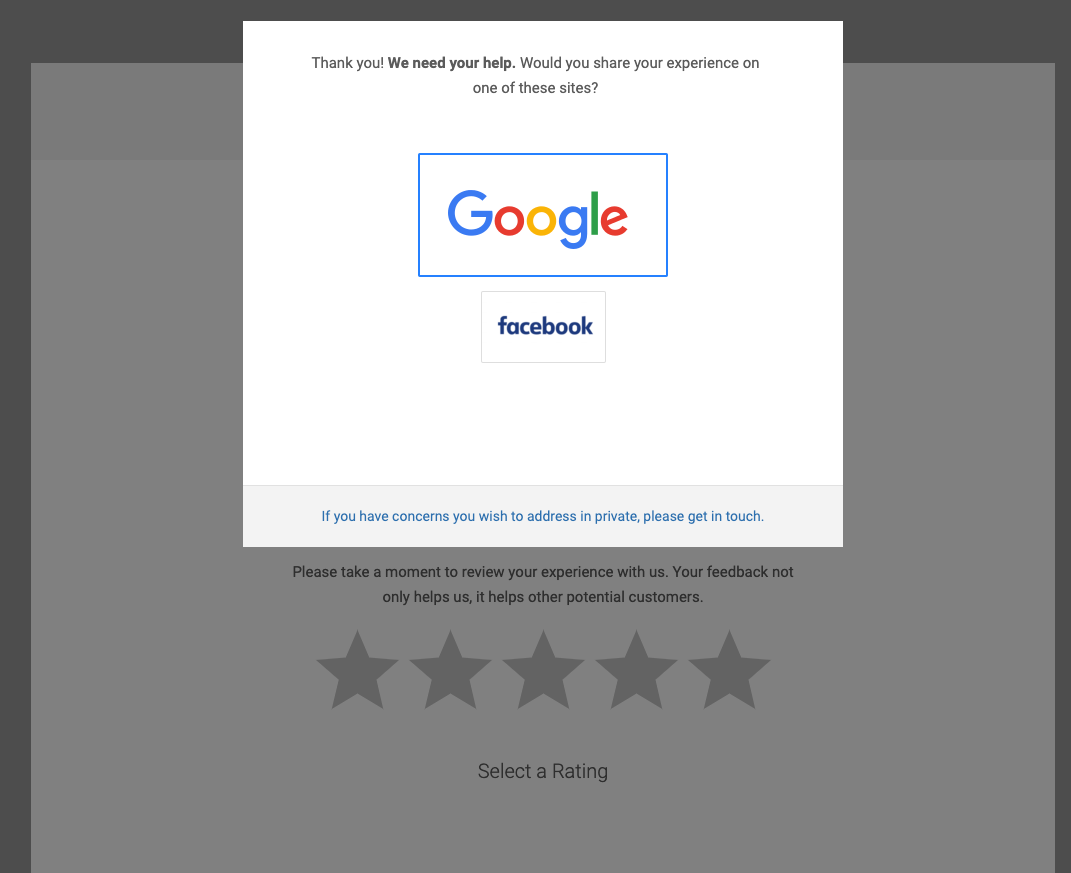 Thank you! We need your help. Would you share your experience on
one of these sites?
Google
facebook
If you have concerns you wish to address in private, please get in touch.
Please take a moment to review your experience with us. Your feedback not
only helps us, it helps other potential customers.
Select a Rating